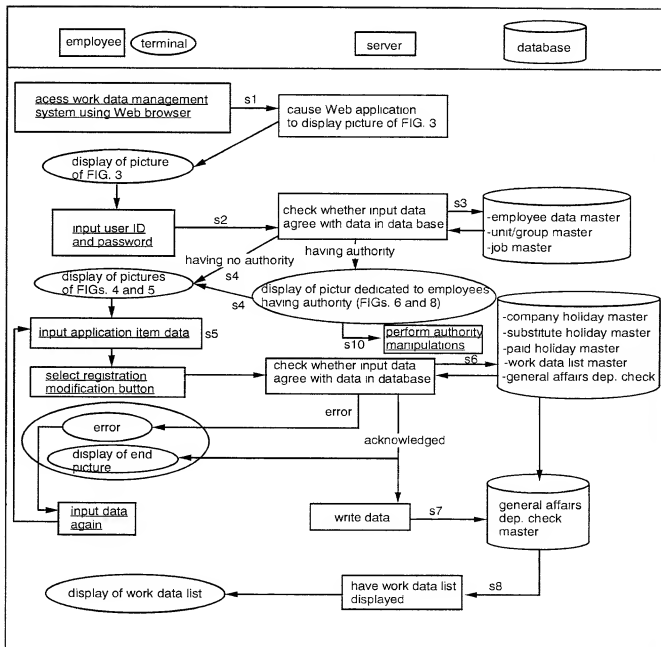 employee
terminal
server
database
acess work data management
system using Web browser
s1
cause Web application
to display picture of FIG. 3
display of picture
of FIG. 3
input user ID
and password
s2
check whether input data
agree with data in data base
s3
-employee data master
-unit/group master
-job master
having no authority
having authority
s4
display of pictures
of FIGs. 4 and 5
s4
display of pictur dedicated to employees
having authority (FIGs. 6 and 8)
input application item data
s5
s10
perform authority
manipulations
-company holiday master
-substitute holiday master
-paid holiday master
-work data list master
-general affairs dep. check
select registration
modification button
check whether input data
agree with data in database
s6
error
error
acknowledged
display of end
picture
input data
again
write data
s7
general affairs
dep. check
master
display of work data list
have work data list
displayed
s8